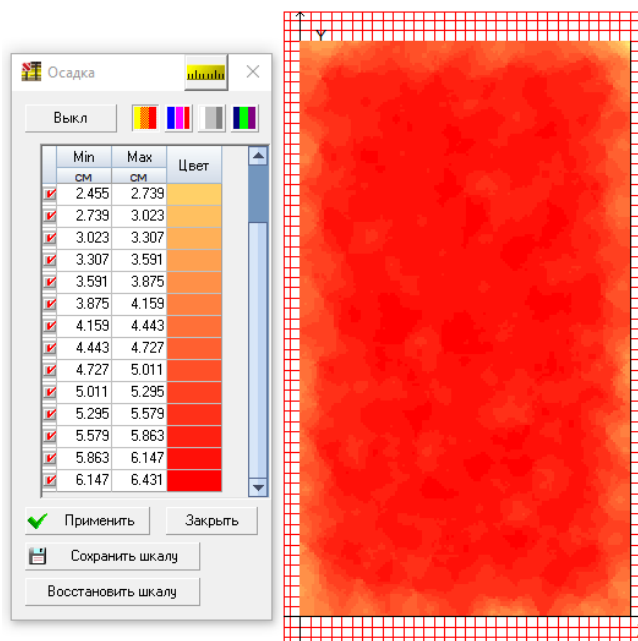 Осадка
Выкл
Min Max Цвет
см см
2.455 2.739
2.739 3.023
3.023 3.307
3.307 3.591
3.591 3.875
3.875 4.159
4.159 4.443
4.443 4.727
4.727 5.011
5.011 5.295
5.295 5.579
5.579 5.863
5.863 6.147
6.147 6.431
Применить Закрыть
Сохранить шкалу
Восстановить шкалу
Y